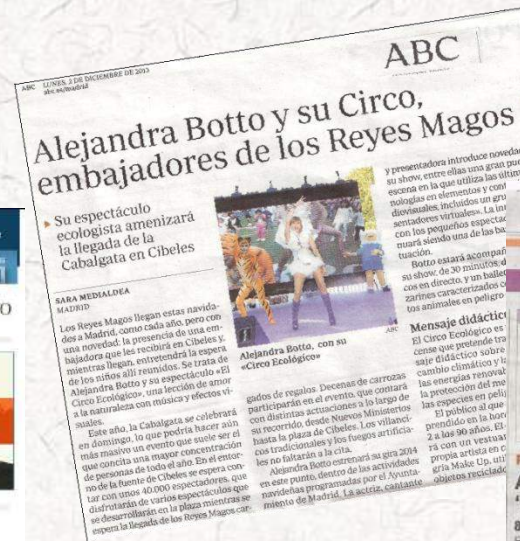 ABC LUNES, 2 DE DICIEMBRE DE 2013
abc.es/madrid
ABC
Alejandra Botto y su Circo,
embajadores de los Reyes Magos
Su espectáculo
ecologista amenizará
la llegada de la
Cabalgata en Cibeles
SARA MEDIALDEA
MADRID
Los Reyes Magos llegan estas navida-
des a Madrid, como cada año, pero con
una novedad: la presencia de una em-
bajadora que les recibirá en Cibeles y,
mientras llegan, entretendrá la espera
de los niños allí reunidos. Se trata de
Alejandra Botto y su espectáculo «El
Circo Ecológico», una lección de amor
a la naturaleza con música y efectos vi-
suales.
Este año, la Cabalgata se celebrará
en domingo, lo que podría hacer aún
más masivo un evento que suele ser el
que concita una mayor concentración
de personas de todo el año. En el entor-
no de la fuente de Cibeles se espera con-
tar con unos 40.000 espectadores, que
disfrutarán de varios espectáculos que
se desarrollarán en la plaza mientras se
espera la llegada de los Reyes Magos car-
ABC
Alejandra Botto, con su
«Circo Ecológico»
gados de regalos. Decenas de carrozas
participarán en el evento, que contará
con distintas actuaciones a lo largo de
su recorrido, desde Nuevos Ministerios
hasta la plaza de Cibeles. Los villanci-
cos tradicionales y los fuegos artificia-
les no faltarán a la cita.
Alejandra Botto estrenará su gira 2014
en este punto, dentro de las actividades
navideñas programadas por el Ayunta-
miento de Madrid. La actriz, cantante
y presentadora introduce novedad
su show, entre ellas una gran pue
escena en la que utiliza las últim
nologías en elementos y cont
diovisuales, incluidos un gru
sentadores virtuales». La in
con los pequeños espectad
nuará siendo una de las ba
tuación.
Botto estará acompañ
su show, de 30 minutos, d
cos en directo, y un balle
zarines caracterizados c
tos animales en peligro
Mensaje didáctic
El Circo Ecológico es
cense que pretende tra
saje didáctico sobre
cambio climático y la
las energías renovab
la protección del me
las especies en peli
El público al que
prendido en la hor
2 a los 90 años. El
rá con un vestuar
propia artista en c
gría Make Up, uti
objetos reciclado